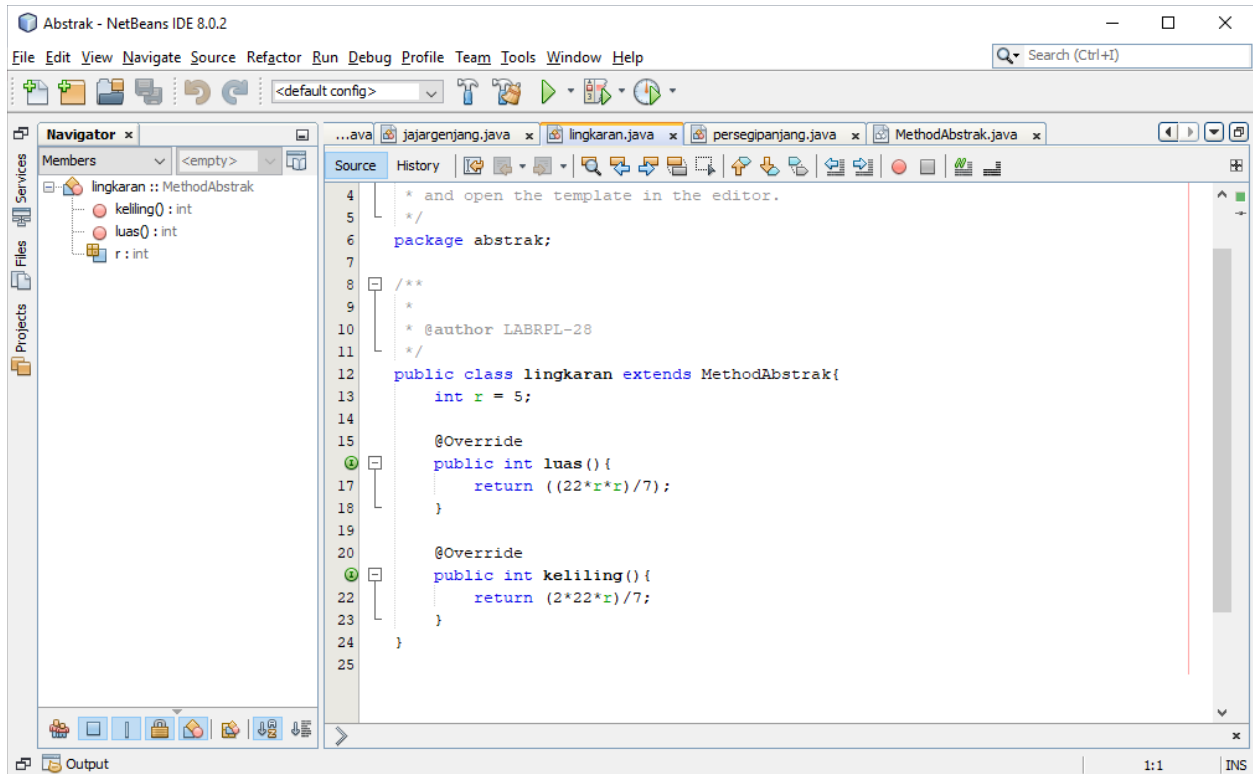 Abstrak - NetBeans IDE 8.0.2
File Edit View Navigate Source Refactor Run Debug Profile Team Tools Window Help
Search (Ctrl+I)
<default config>
Navigator
...ava jajargenjang.java lingkaran.java persegipanjang.java MethodAbstrak.java
Members <empty>
Source History
Services
Files
Projects
lingkaran :: MethodAbstrak
keliling() : int
luas() : int
r : int
4 * and open the template in the editor.
5 */
6 package abstrak;
7
8 /**
9 *
10 * @author LABRPL-28
11 */
12 public class lingkaran extends MethodAbstrak{
13 int r = 5;
14
15 @Override
public int luas(){
17 return ((22*r*r)/7);
18 }
19
20 @Override
public int keliling(){
22 return (2*22*r)/7;
23 }
24 }
25
Output
1:1 INS